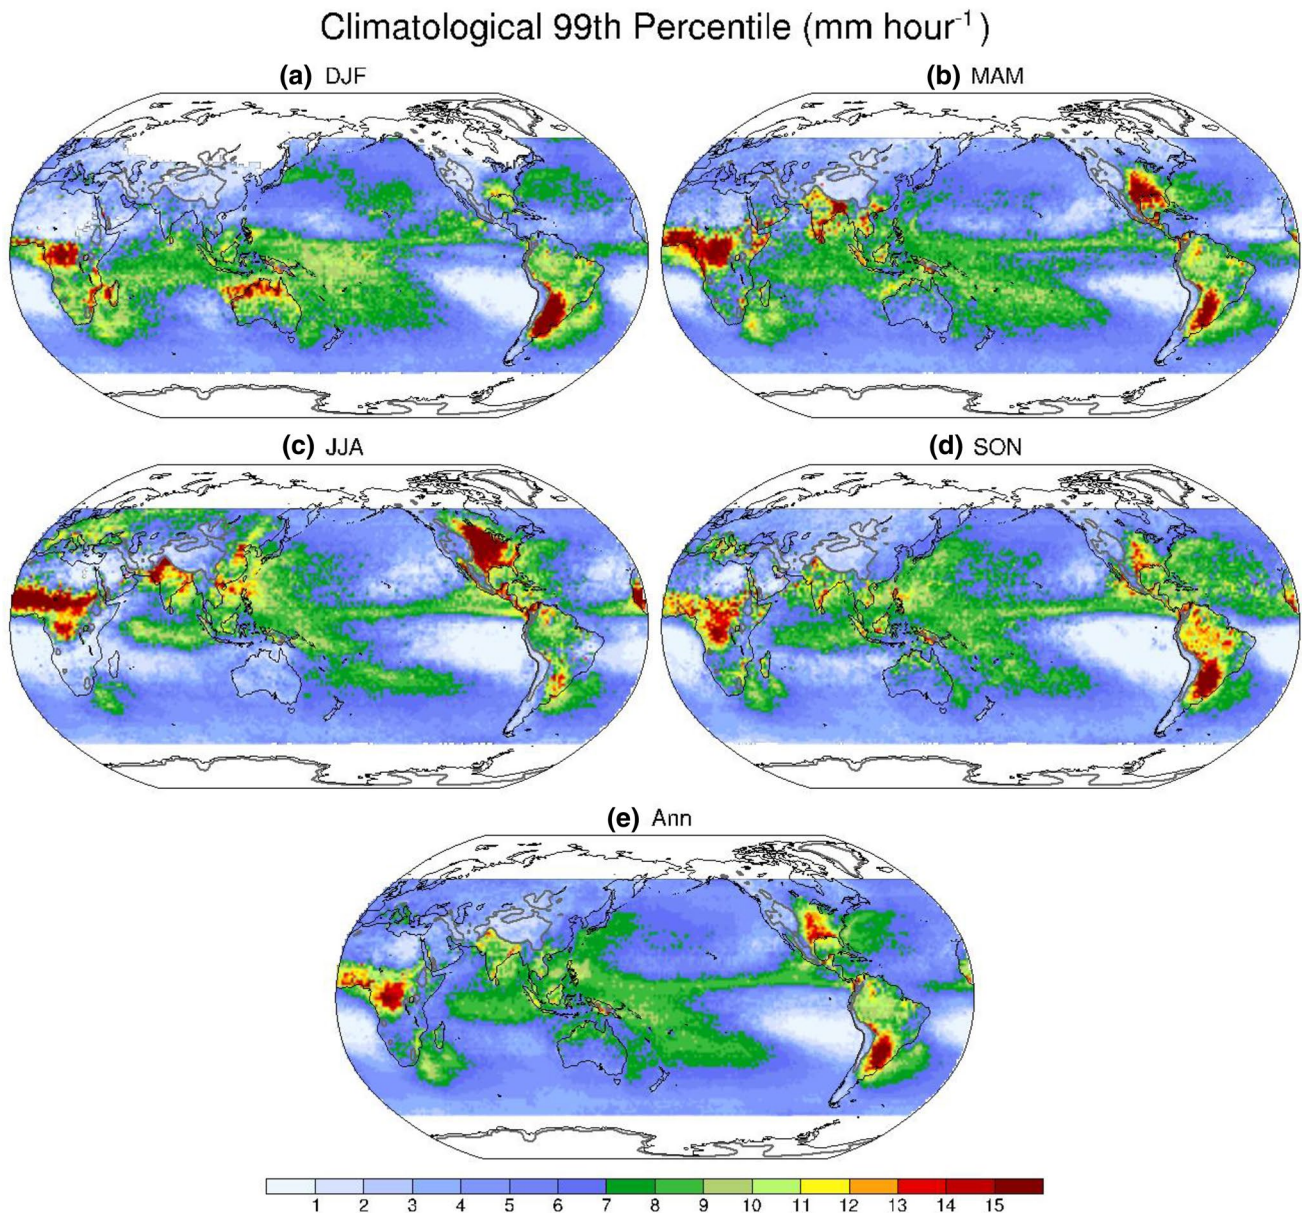 Climatological 99th Percentile (mm hour-1)
(a) DJF
(b) MAM
(c) JJA
(d) SON
(e) Ann
1 2 3 4 5 6 7 8 9 10 11 12 13 14 15